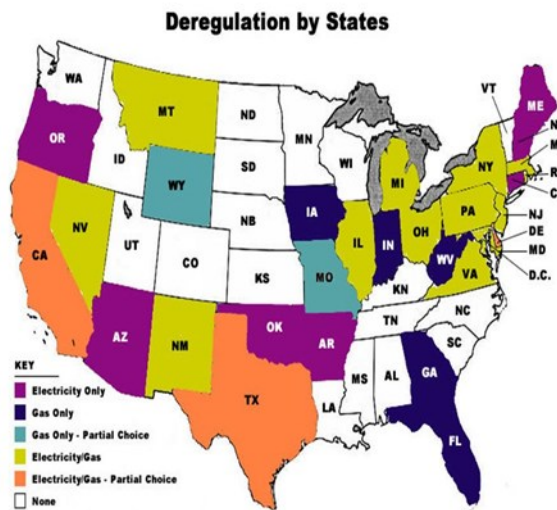 Deregulation by States
WA
MT
ND
MN
VT
ME
N
OR
ID
SD
WI
NY
M
WY
MI
R
C
NV
IA
PA
NJ
NB
IL
IN
OH
DE
UT
WV
MD
CA
CO
VA
D.C.
KS
MO
KN
NC
AZ
NM
OK
AR
TN
SC
MS
AL
GA
TX
LA
FL
KEY
Electricity Only
Gas Only
Gas Only - Partial Choice
Electricity/Gas
Electricity/Gas - Partial Choice
None